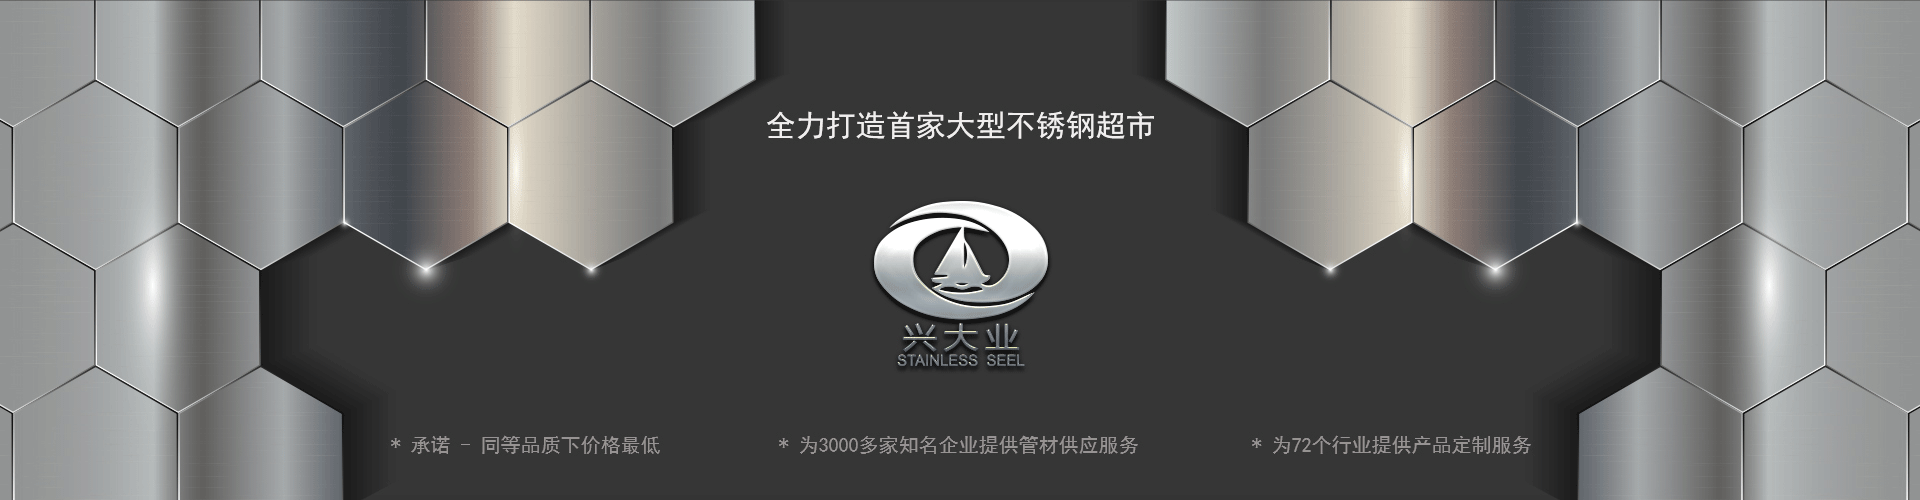 全力打造首家大型不锈钢超市
兴大业
STAINLESS SEEL
* 承诺 - 同等品质下价格最低
* 为3000多家知名企业提供管材供应服务
* 为72个行业提供产品定制服务